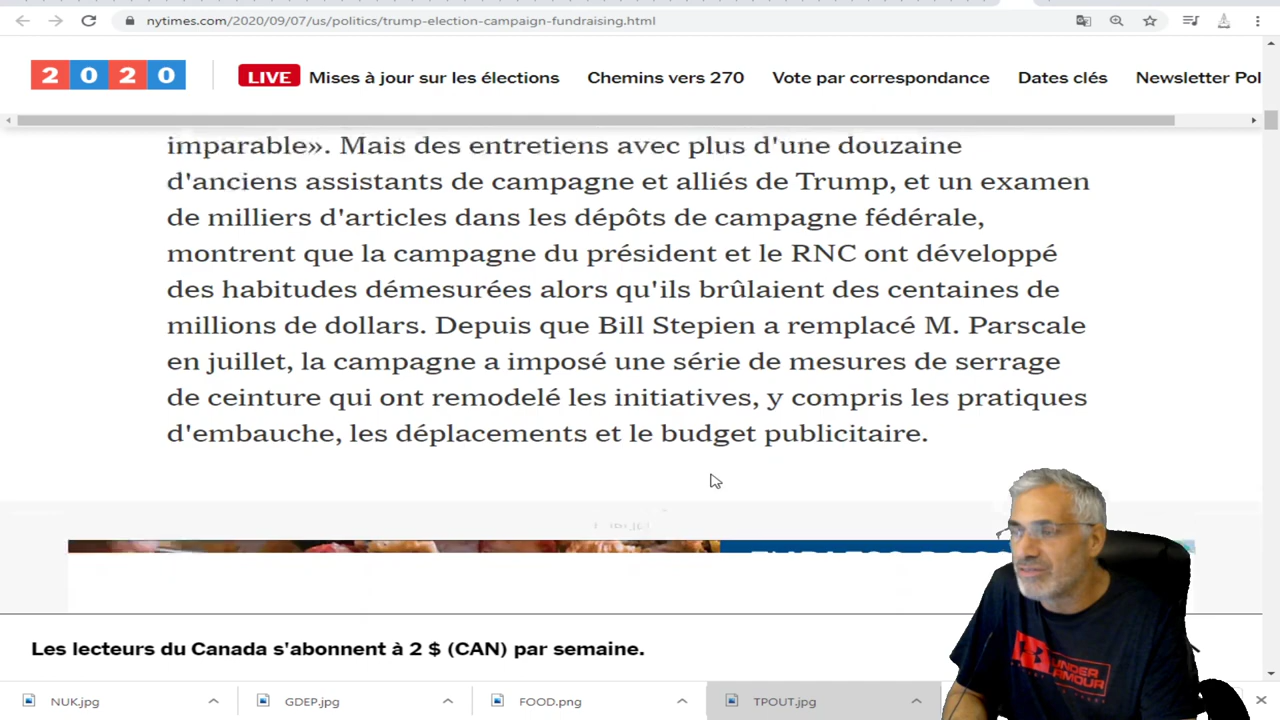 nytimes.com/2020/09/07/us/politics/trump-election-campaign-fundraising.html
2020 LIVE Mises à jour sur les élections Chemins vers 270 Vote par correspondance Dates clés Newsletter Pol
imparable». Mais des entretiens avec plus d'une douzaine
d'anciens assistants de campagne et alliés de Trump, et un examen
de milliers d'articles dans les dépôts de campagne fédérale,
montrent que la campagne du président et le RNC ont développé
des habitudes démesurées alors qu'ils brûlaient des centaines de
millions de dollars. Depuis que Bill Stepien a remplacé M. Parscale
en juillet, la campagne a imposé une série de mesures de serrage
de ceinture qui ont remodelé les initiatives, y compris les pratiques
d'embauche, les déplacements et le budget publicitaire.
Les lecteurs du Canada s'abonnent à 2 $ (CAN) par semaine.
UNDER
ARMOUR
NUK.jpg GDEP.jpg FOOD.png TPOUT.jpg